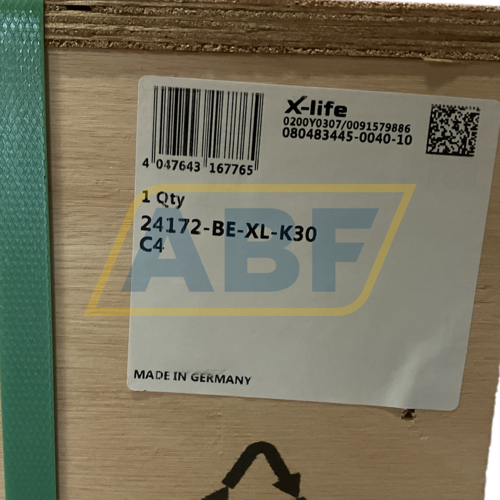 X-life
0200Y0307/0091579886
080483445-0040-10
4 047643 167765
1 Qty
24172-BE-XL-K30
C4
ABF
MADE IN GERMANY